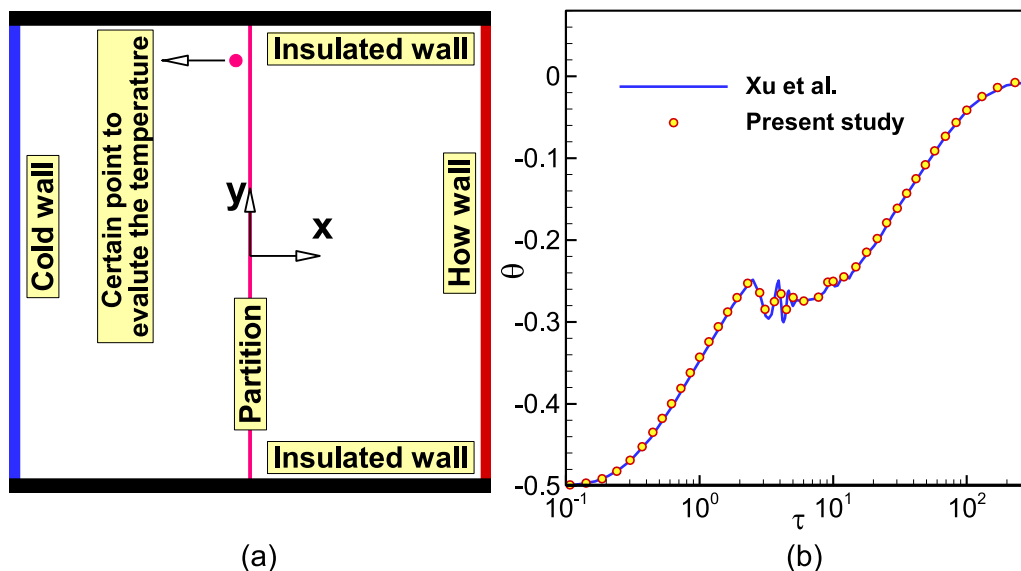 Insulated wall
Certain point to
evalute the temperature
Cold wall
y
x
How wall
Partition
Insulated wall
(a)
Xu et al.
Present study
0
-0.1
-0.2
θ
-0.3
-0.4
-0.5
10-1
100
τ
101
102
(b)